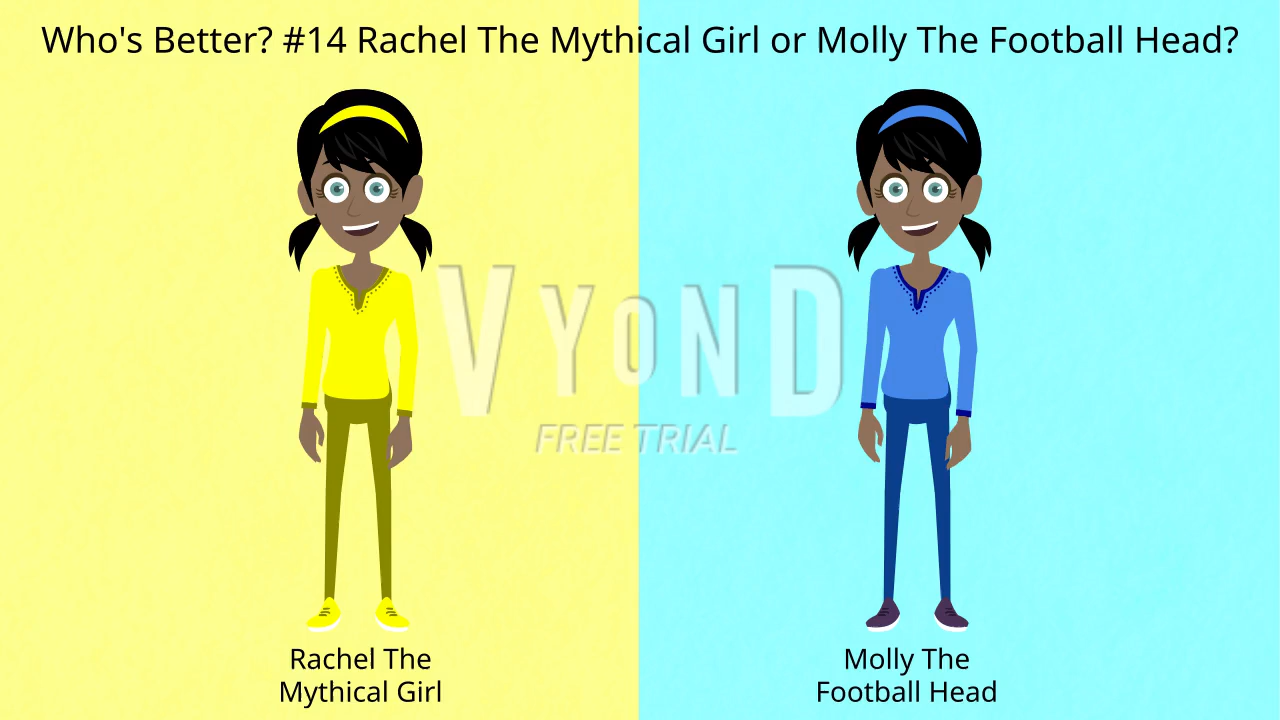 Who's Better? #14 Rachel The Mythical Girl or Molly The Football Head?
VYOND
FREE TRIAL
Rachel The
Mythical Girl
Molly The
Football Head